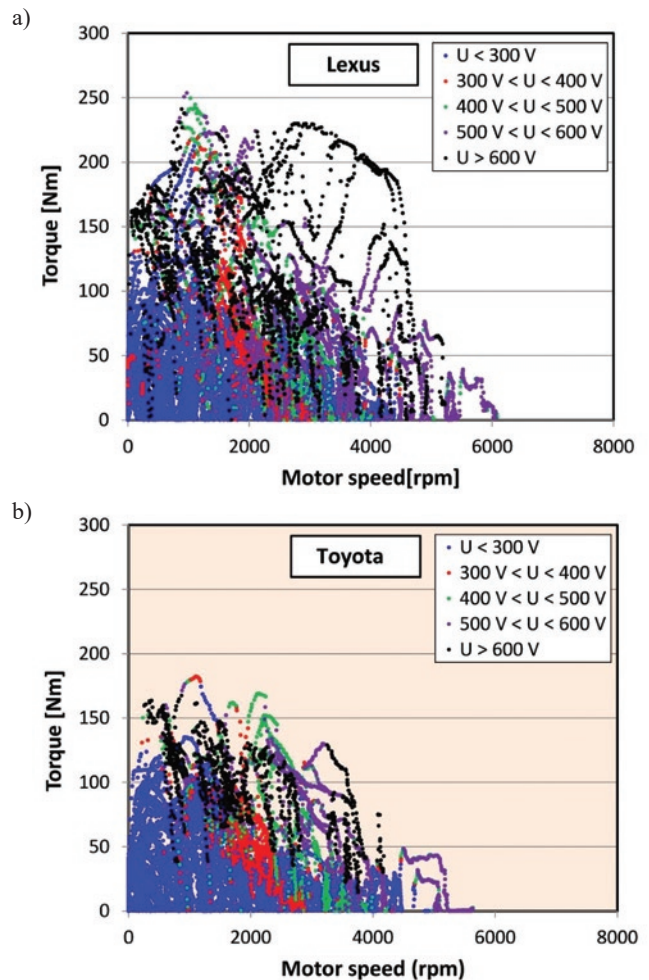 a)
300
Lexus
U < 300 V
300 V < U < 400 V
400 V < U < 500 V
500 V < U < 600 V
U > 600 V
250
200
150
100
50
0
Torque [Nm]
0 2000 4000 6000 8000
Motor speed[rpm]
b)
300
Toyota
U < 300 V
300 V < U < 400 V
400 V < U < 500 V
500 V < U < 600 V
U > 600 V
250
200
150
100
50
0
Torque [Nm]
0 2000 4000 6000 8000
Motor speed (rpm)